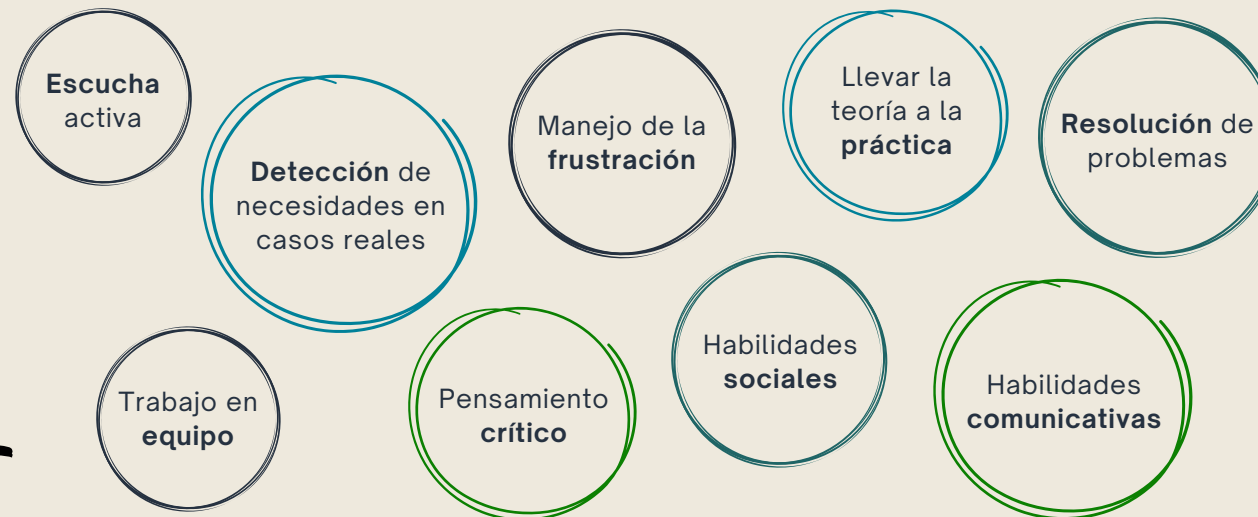 Escucha
activa
Detección de
necesidades en
casos reales
Manejo de la
frustración
Llevar la
teoría a la
práctica
Resolución de
problemas
Trabajo en
equipo
Pensamiento
crítico
Habilidades
sociales
Habilidades
comunicativas